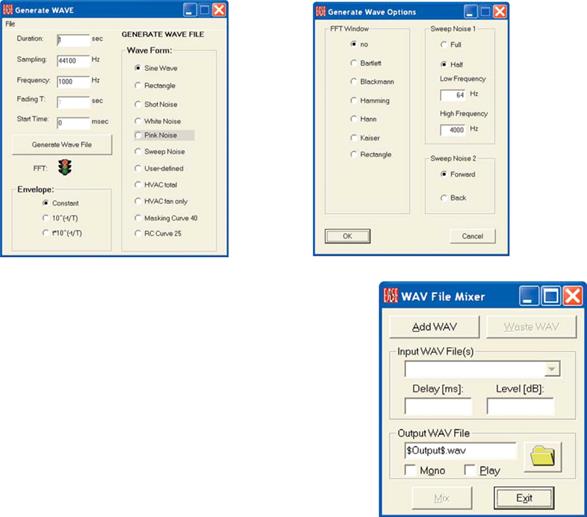 Generate WAVE
File
Duration: 1 sec
Sampling: 44100 Hz
Frequency: 1000 Hz
Fading T: sec
Start Time: 0 msec
Generate Wave File
FFT:
Envelope:
Constant
10^(-t/T)
t*10^(-t/T)
GENERATE WAVE FILE
Wave Form:
Sine Wave
Rectangle
Shot Noise
White Noise
Pink Noise
Sweep Noise
User-defined
HVAC total
HVAC fan only
Masking Curve 40
RC Curve 25
Generate Wave Options
FFT Window
no
Bartlett
Blackmann
Hamming
Hann
Kaiser
Rectangle
Sweep Noise 1
Full
Half
Low Frequency
64 Hz
High Frequency
4000 Hz
Sweep Noise 2
Forward
Back
OK
Cancel
WAV File Mixer
Add WAV
Waste WAV
Input WAV File(s)
Delay [ms]: Level [dB]:
Output WAV File
$Output$.wav
Mono Play
Mix
Exit